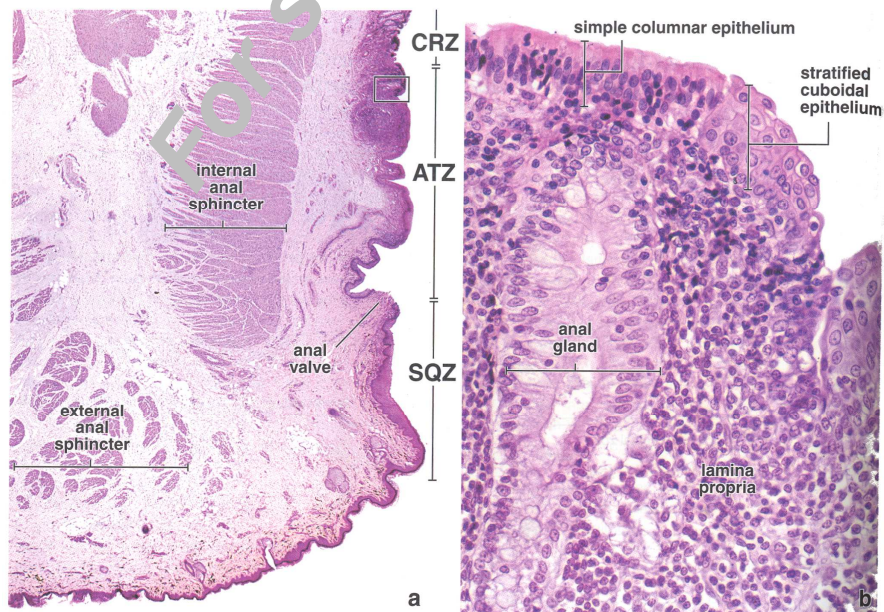 For s
CRZ
ATZ
internal
anal
sphincter
anal
valve
SQZ
external
anal
sphincter
a
simple columnar epithelium
stratified
cuboidal
epithelium
anal
gland
lamina
propria
b